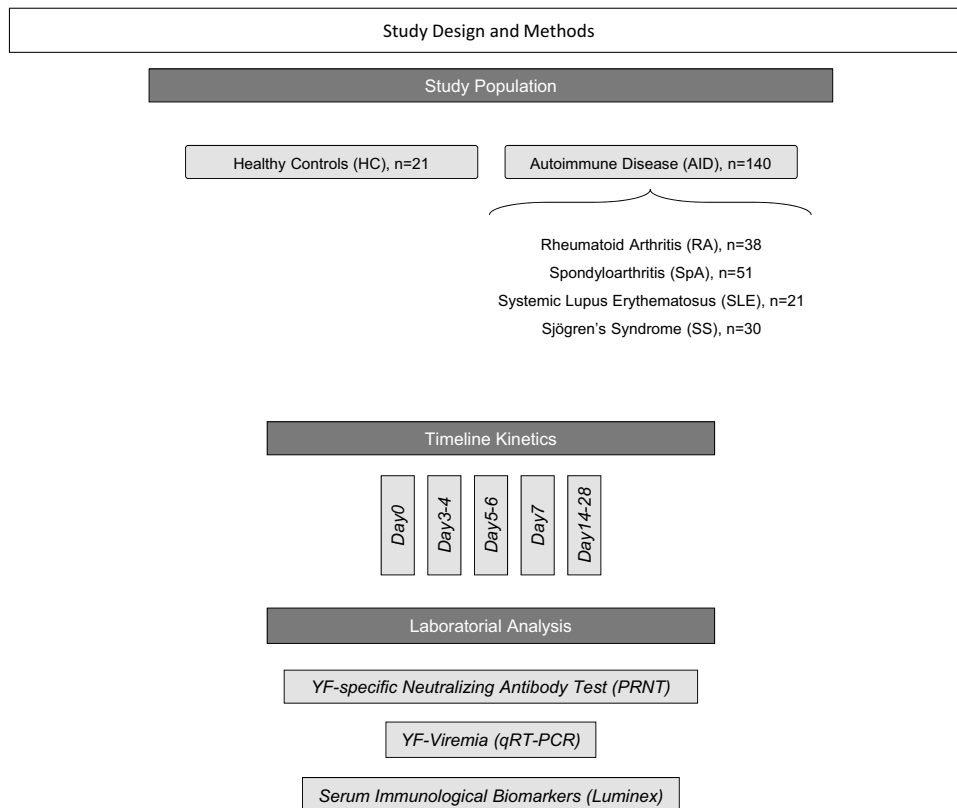 Study Design and Methods
Study Population
Healthy Controls (HC), n=21
Autoimmune Disease (AID), n=140
Rheumatoid Arthritis (RA), n=38
Spondyloarthritis (SpA), n=51
Systemic Lupus Erythematosus (SLE), n=21
Sjögren's Syndrome (SS), n=30
Timeline Kinetics
Day0
Day3-4
Day5-6
Day7
Day14-28
Laboratorial Analysis
YF-specific Neutralizing Antibody Test (PRNT)
YF-Viremia (qRT-PCR)
Serum Immunological Biomarkers (Luminex)